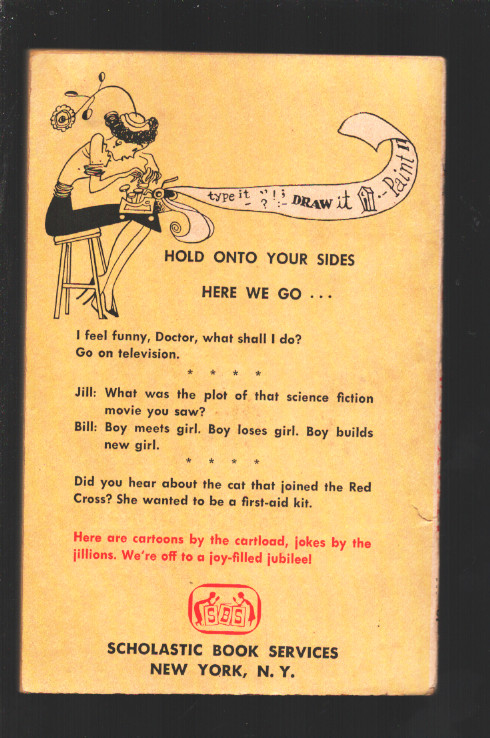 type it " ! ; - ? :- DRAW it -- Paint it
HOLD ONTO YOUR SIDES
HERE WE GO ...
I feel funny, Doctor, what shall I do?
Go on television.
* * * *
Jill: What was the plot of that science fiction
movie you saw?
Bill: Boy meets girl. Boy loses girl. Boy builds
new girl.
* * * *
Did you hear about the cat that joined the Red
Cross? She wanted to be a first-aid kit.
Here are cartoons by the cartload, jokes by the
jillions. We're off to a joy-filled jubilee!
SBS
SCHOLASTIC BOOK SERVICES
NEW YORK, N. Y.